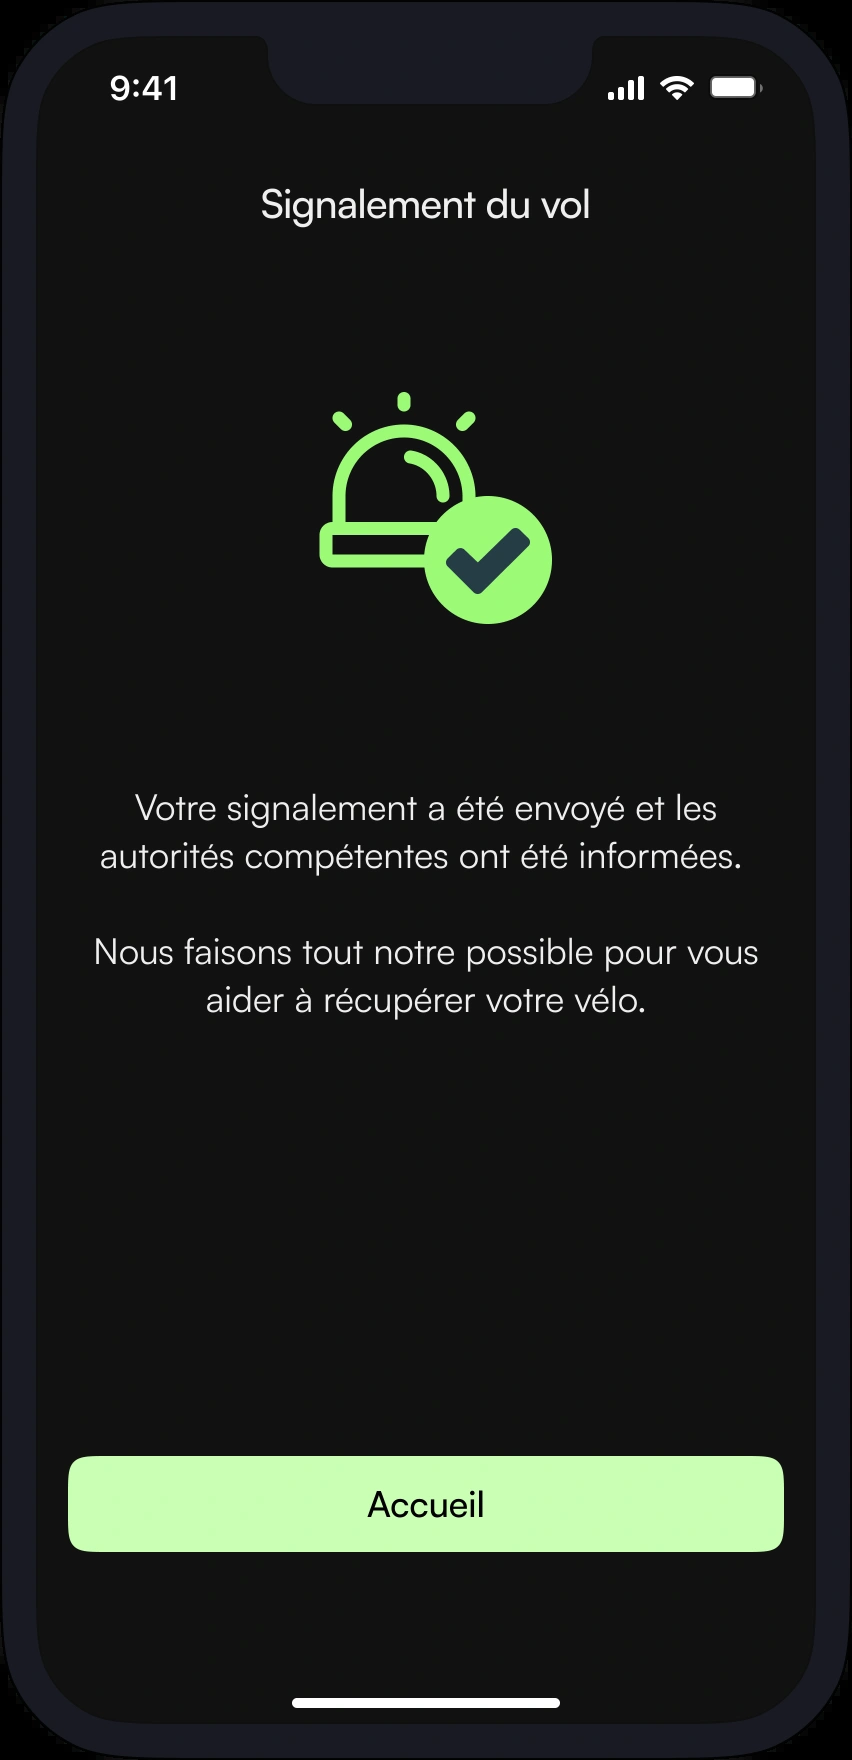 9:41
Signalement du vol
Votre signalement a été envoyé et les
autorités compétentes ont été informées.
Nous faisons tout notre possible pour vous
aider à récupérer votre vélo.
Accueil